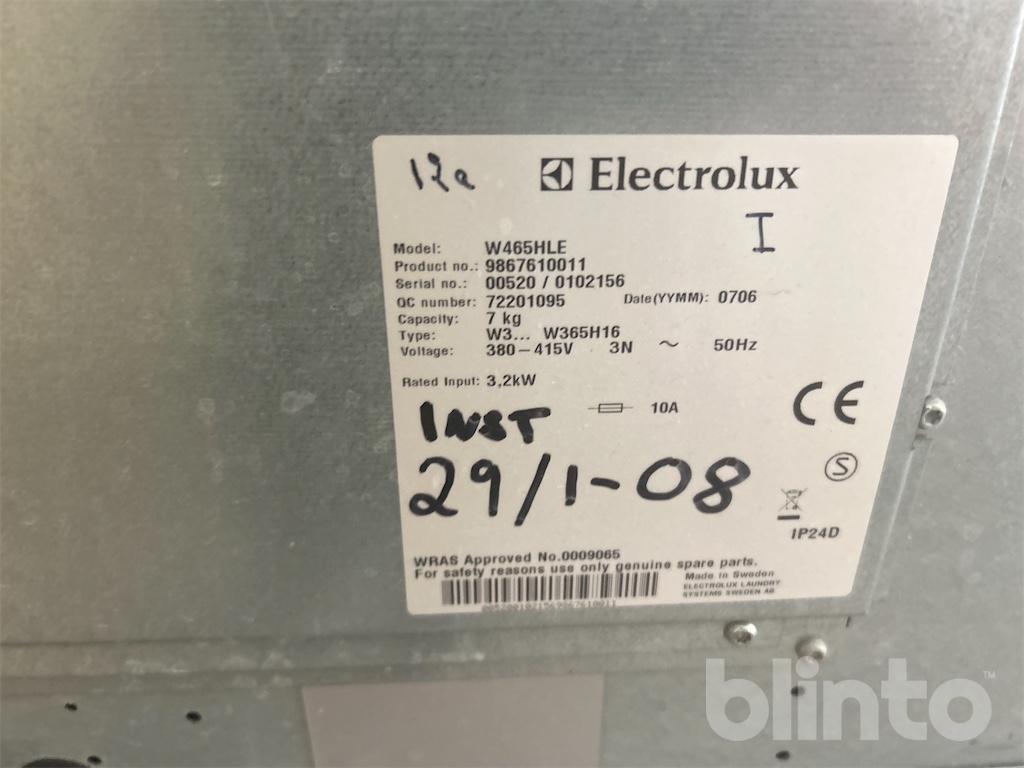 12a
Electrolux
I
Model: W465HLE
Product no.: 9867610011
Serial no.: 00520 / 0102156
QC number: 72201095 Date(YYMM): 0706
Capacity: 7 kg
Type: W3... W365H16
Voltage: 380-415V 3N ~ 50Hz
Rated Input: 3,2kW
10A
CE
INST
29/1-08
S
IP24D
WRAS Approved No.0009065
For safety reasons use only genuine spare parts.
Made in Sweden
ELECTROLUX LAUNDRY
SYSTEMS SWEDEN AB
blinto™